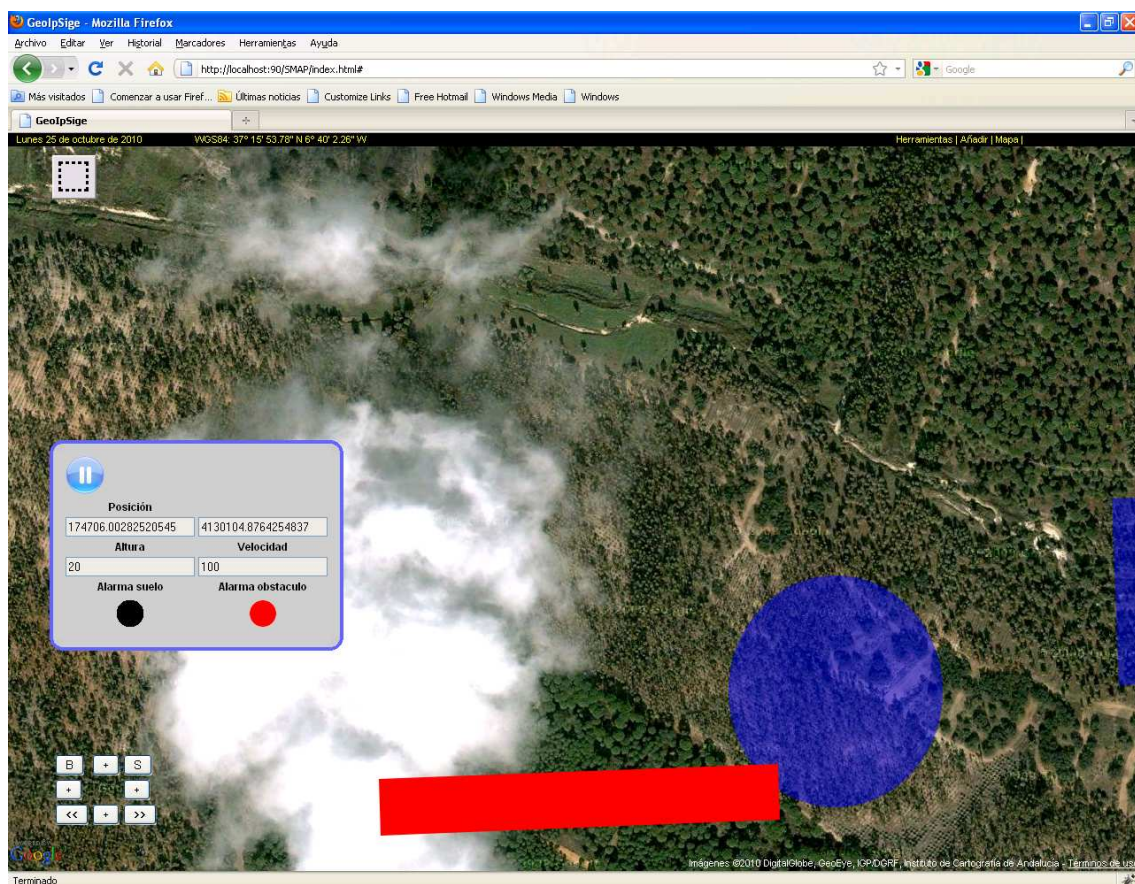 GeoIpSige - Mozilla Firefox
Archivo Editar Ver Historial Marcadores Herramientas Ayuda
http://localhost:90/SMAP/index.html#
Google
Más visitados Comenzar a usar Firef... Últimas noticias Customize Links Free Hotmail Windows Media Windows
GeoIpSige
Lunes 25 de octubre de 2010 WGS84: 37º 15' 53.78" N 6º 40' 2.26" W Herramientas | Añadir | Mapa |
Posición
174706.00282520545 4130104.8764254837
Altura Velocidad
20 100
Alarma suelo Alarma obstaculo
B + S
+ +
<< + >>
Google
Imágenes ©2010 DigitalGlobe, GeoEye, IGP/DGRF, Instituto de Cartografía de Andalucía - Términos de uso
Terminado